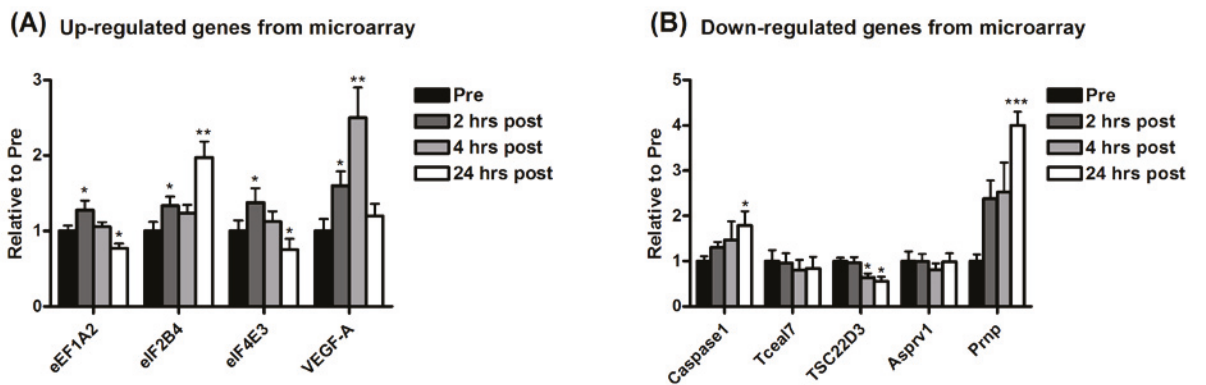 (A) Up-regulated genes from microarray
Relative to Pre
3
2
1
0
**
*
*
*
**
*
*
*
**
eEF1A2
eIF2B4
eIF4E3
VEGF-A
Pre
2 hrs post
4 hrs post
24 hrs post
(B) Down-regulated genes from microarray
Relative to Pre
5
4
3
2
1
0
*
*
*
***
Caspase1
Tceal7
TSC22D3
Asprv1
Prnp
Pre
2 hrs post
4 hrs post
24 hrs post